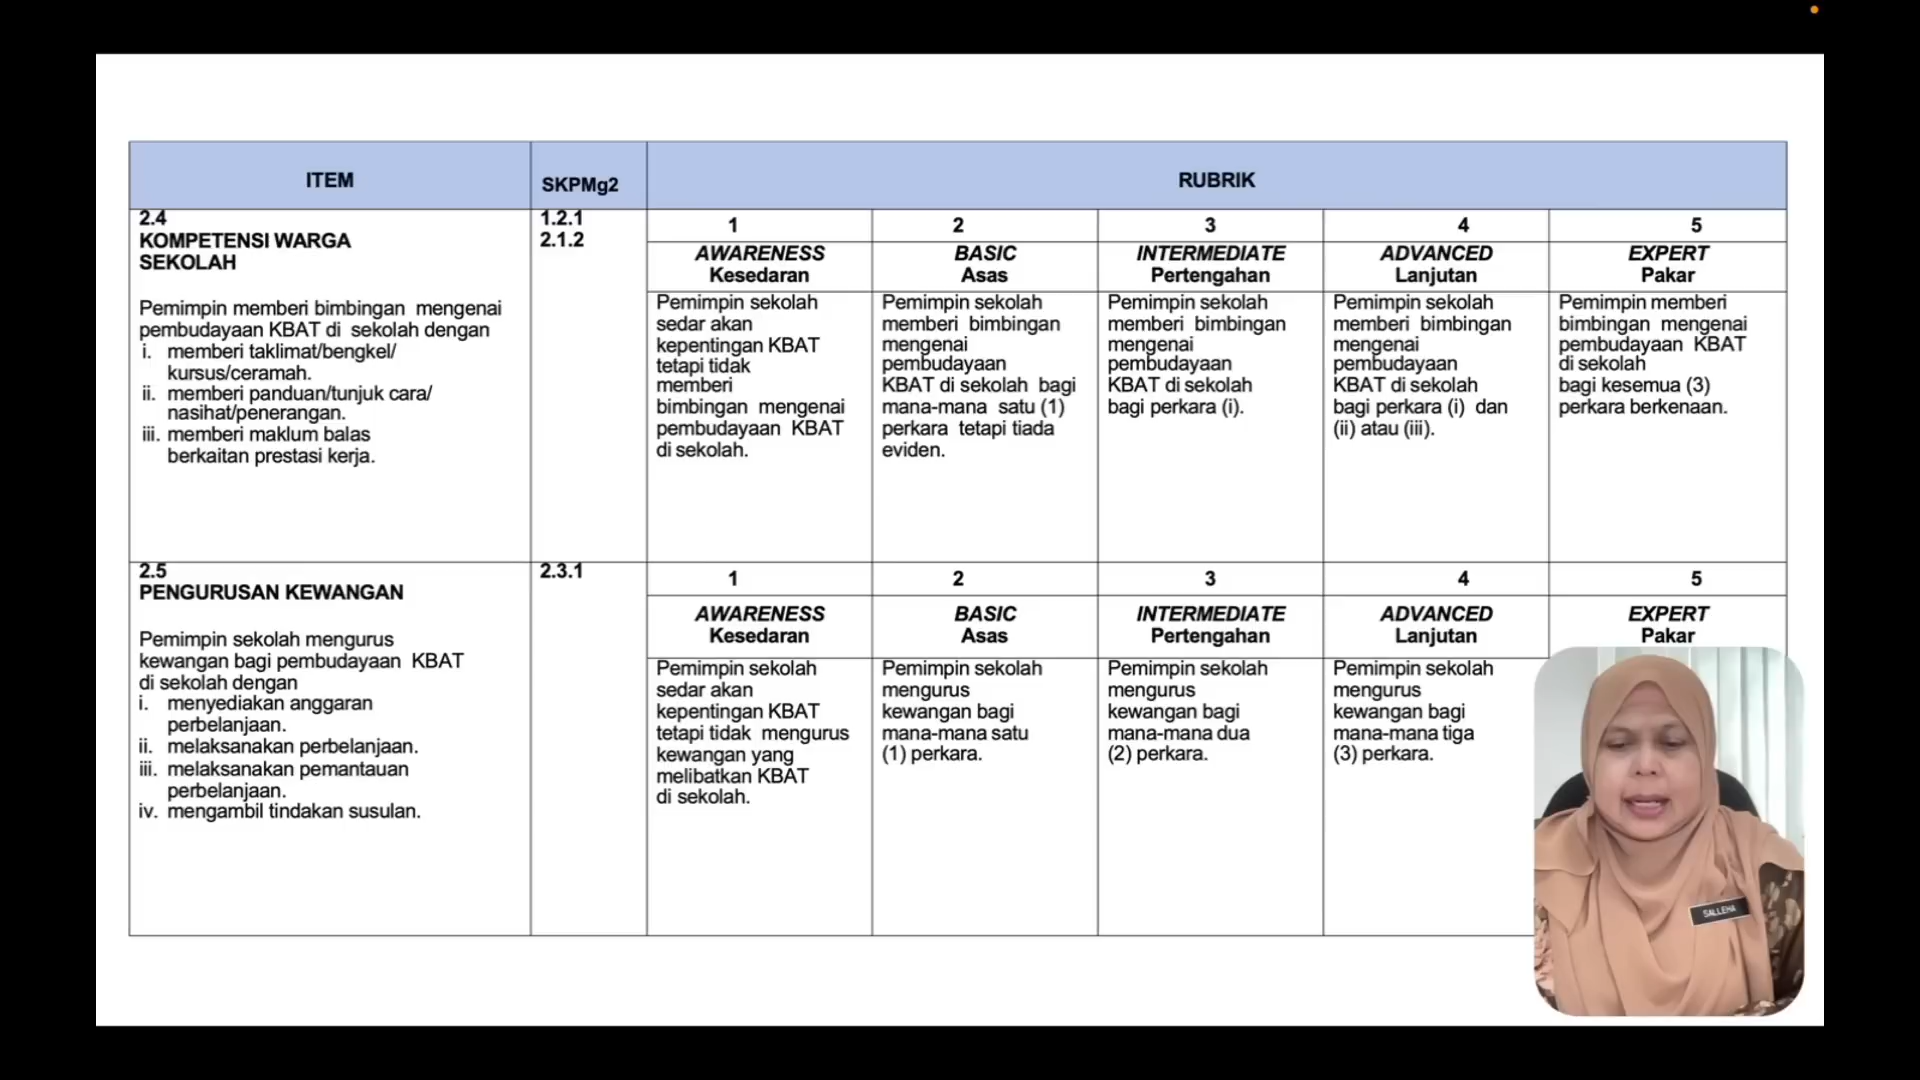 ITEM
SKPMg2
RUBRIK
2.4
KOMPETENSI WARGA
SEKOLAH
Pemimpin memberi bimbingan mengenai
pembudayaan KBAT di sekolah dengan
i. memberi taklimat/bengkel/
kursus/ceramah.
ii. memberi panduan/tunjuk cara/
nasihat/penerangan.
iii. memberi maklum balas
berkaitan prestasi kerja.
1.2.1
2.1.2
1
AWARENESS
Kesedaran
Pemimpin sekolah
sedar akan
kepentingan KBAT
tetapi tidak
memberi
bimbingan mengenai
pembudayaan KBAT
di sekolah.
2
BASIC
Asas
Pemimpin sekolah
memberi bimbingan
mengenai
pembudayaan
KBAT di sekolah bagi
mana-mana satu (1)
perkara tetapi tiada
eviden.
3
INTERMEDIATE
Pertengahan
Pemimpin sekolah
memberi bimbingan
mengenai
pembudayaan
KBAT di sekolah
bagi perkara (i).
4
ADVANCED
Lanjutan
Pemimpin sekolah
memberi bimbingan
mengenai
pembudayaan
KBAT di sekolah
bagi perkara (i) dan
(ii) atau (iii).
5
EXPERT
Pakar
Pemimpin memberi
bimbingan mengenai
pembudayaan KBAT
di sekolah
bagi kesemua (3)
perkara berkenaan.
2.5
PENGURUSAN KEWANGAN
Pemimpin sekolah mengurus
kewangan bagi pembudayaan KBAT
di sekolah dengan
i. menyediakan anggaran
perbelanjaan.
ii. melaksanakan perbelanjaan.
iii. melaksanakan pemantauan
perbelanjaan.
iv. mengambil tindakan susulan.
2.3.1
1
AWARENESS
Kesedaran
Pemimpin sekolah
sedar akan
kepentingan KBAT
tetapi tidak mengurus
kewangan yang
melibatkan KBAT
di sekolah.
2
BASIC
Asas
Pemimpin sekolah
mengurus
kewangan bagi
mana-mana satu
(1) perkara.
3
INTERMEDIATE
Pertengahan
Pemimpin sekolah
mengurus
kewangan bagi
mana-mana dua
(2) perkara.
4
ADVANCED
Lanjutan
Pemimpin sekolah
mengurus
kewangan bagi
mana-mana tiga
(3) perkara.
5
EXPERT
Pakar
SALLEHA